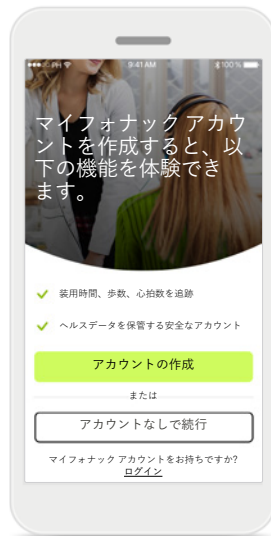 PH 9:41 AM 100%
マイフォナック アカウ
ントを作成すると、以
下の機能を体験でき
ます。
装用時間、歩数、心拍数を追跡
ヘルスデータを保管する安全なアカウント
アカウントの作成
または
アカウントなしで続行
マイフォナック アカウントをお持ちですか?
ログイン